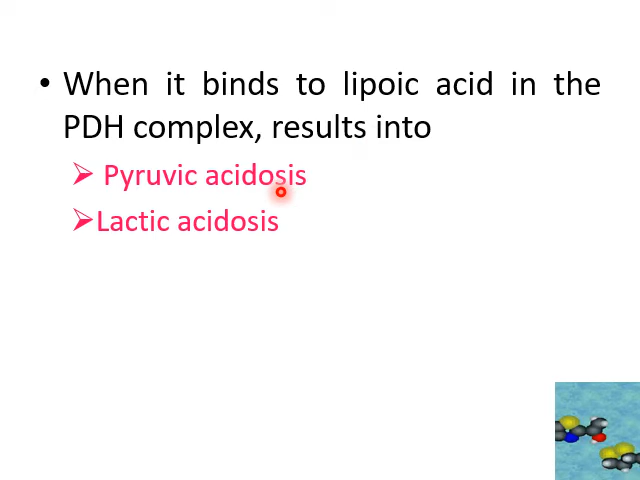 • When it binds to lipoic acid in the
PDH complex, results into
➢ Pyruvic acidosis
➢Lactic acidosis